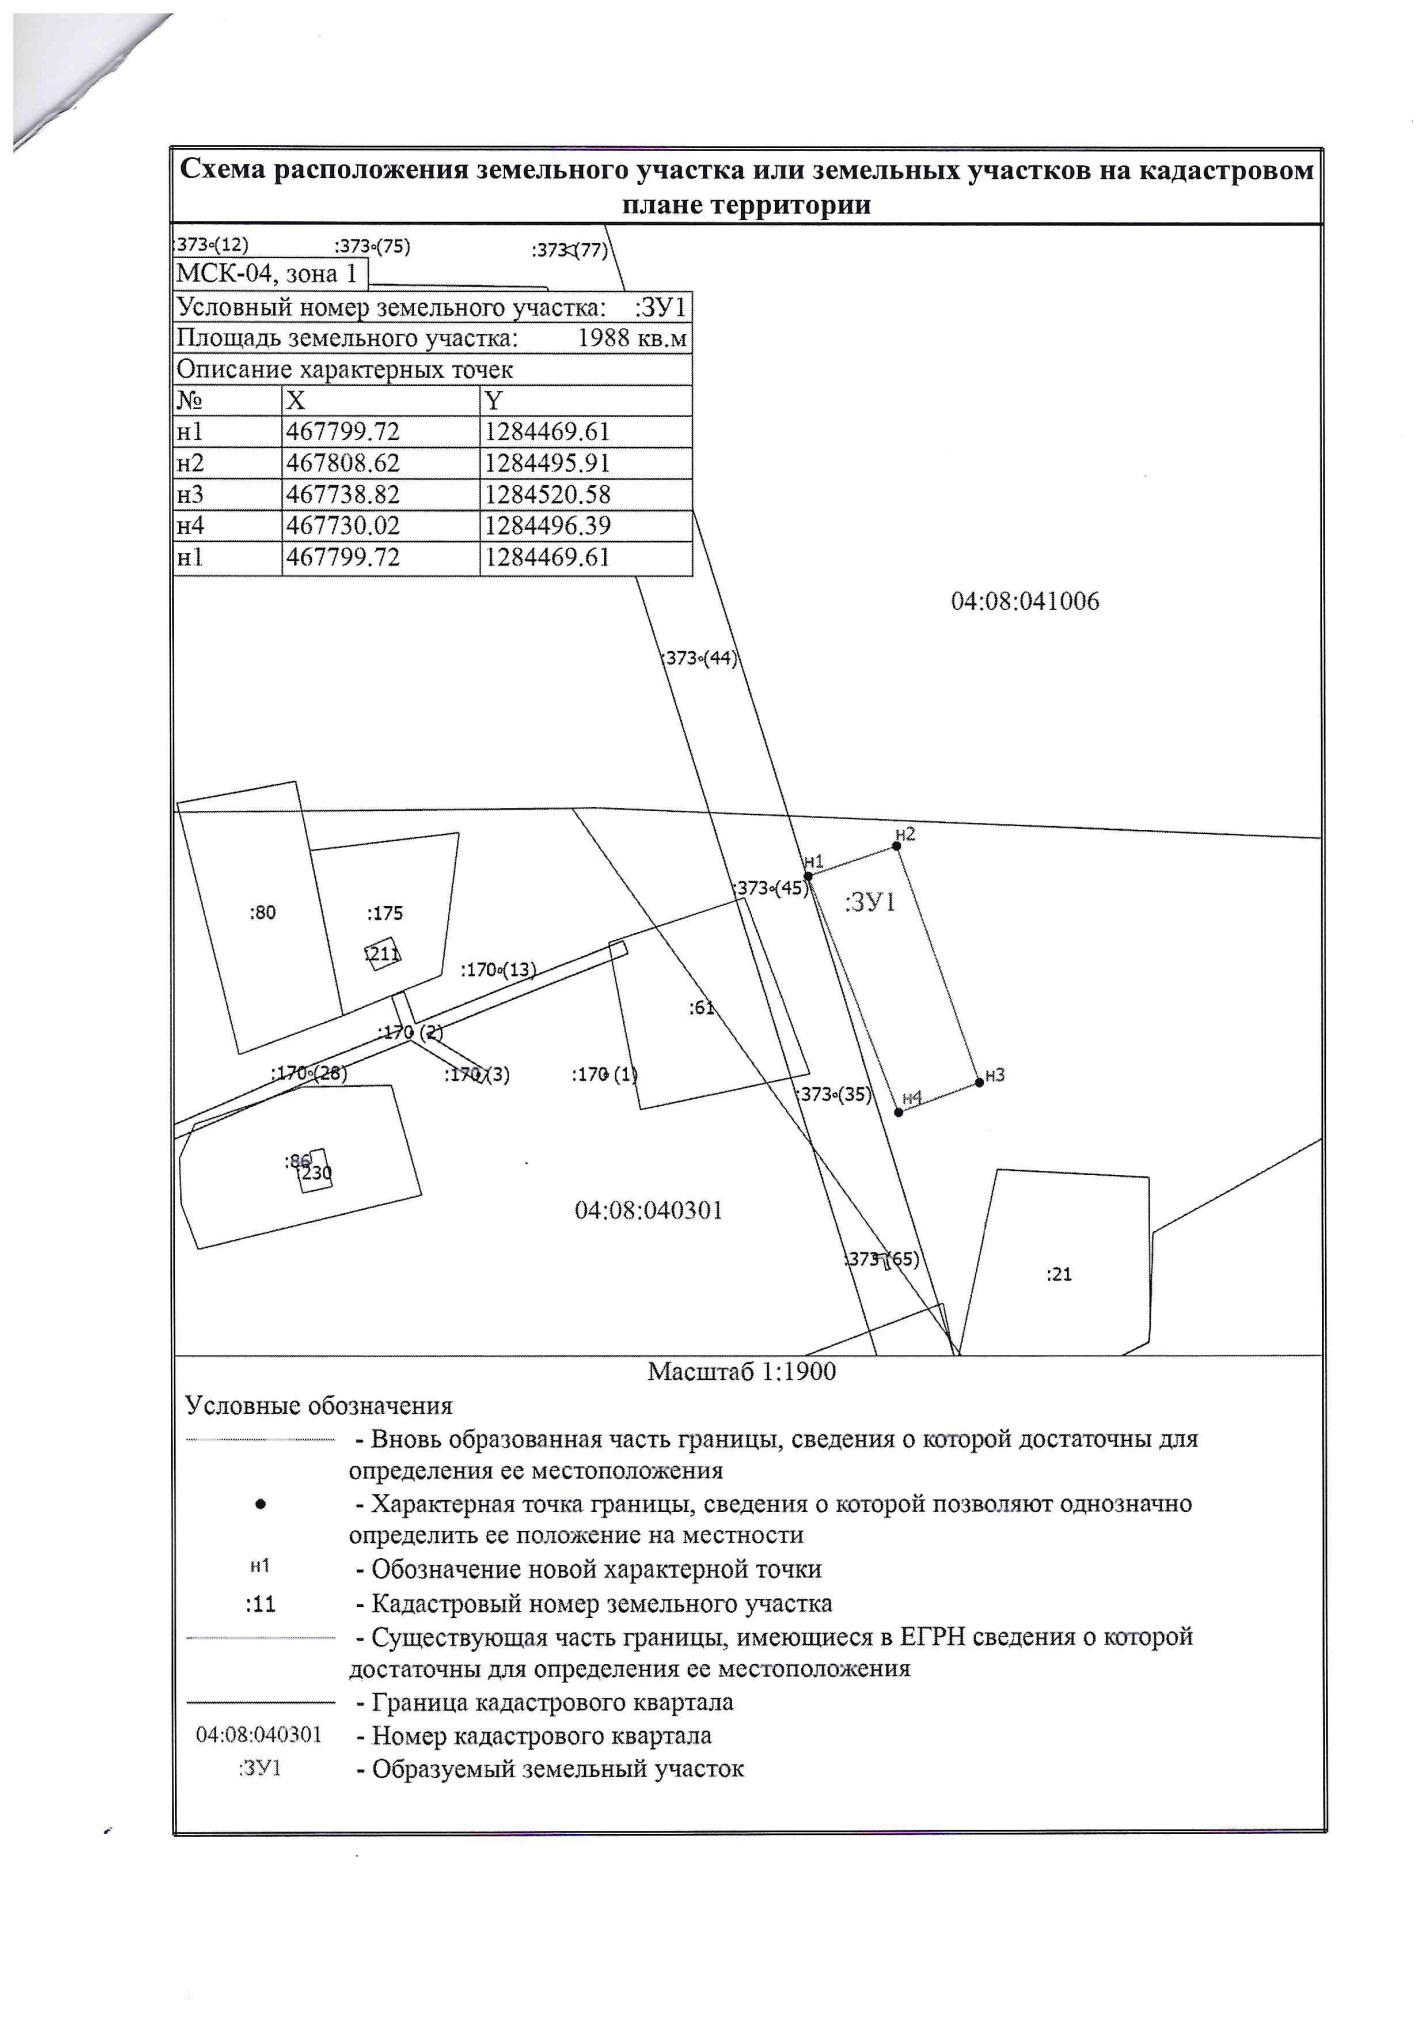 Схема расположения земельного участка или земельных участков на кадастровом
плане территории
:373 (12) :373 (75) :373 (77)
МСК-04, зона 1
Условный номер земельного участка: :ЗУ1
Площадь земельного участка: 1988 кв.м
Описание характерных точек
№ X Y
н1 467799.72 1284469.61
н2 467808.62 1284495.91
н3 467738.82 1284520.58
н4 467730.02 1284496.39
н1 467799.72 1284469.61
04:08:041006
:373 (44)
н2
н1
:373 (45)
:ЗУ1
:80 :175
:211
:170 (13)
:61
:170 (2)
:170 (28) :170 (3) :170 (1)
н3
:373 (35) н4
:86
:230
04:08:040301
:373 (65)
:21
Масштаб 1:1900
Условные обозначения
- Вновь образованная часть границы, сведения о которой достаточны для
определения ее местоположения
- Характерная точка границы, сведения о которой позволяют однозначно
определить ее положение на местности
н1 - Обозначение новой характерной точки
:11 - Кадастровый номер земельного участка
- Существующая часть границы, имеющиеся в ЕГРН сведения о которой
достаточны для определения ее местоположения
- Граница кадастрового квартала
04:08:040301 - Номер кадастрового квартала
:ЗУ1 - Образуемый земельный участок